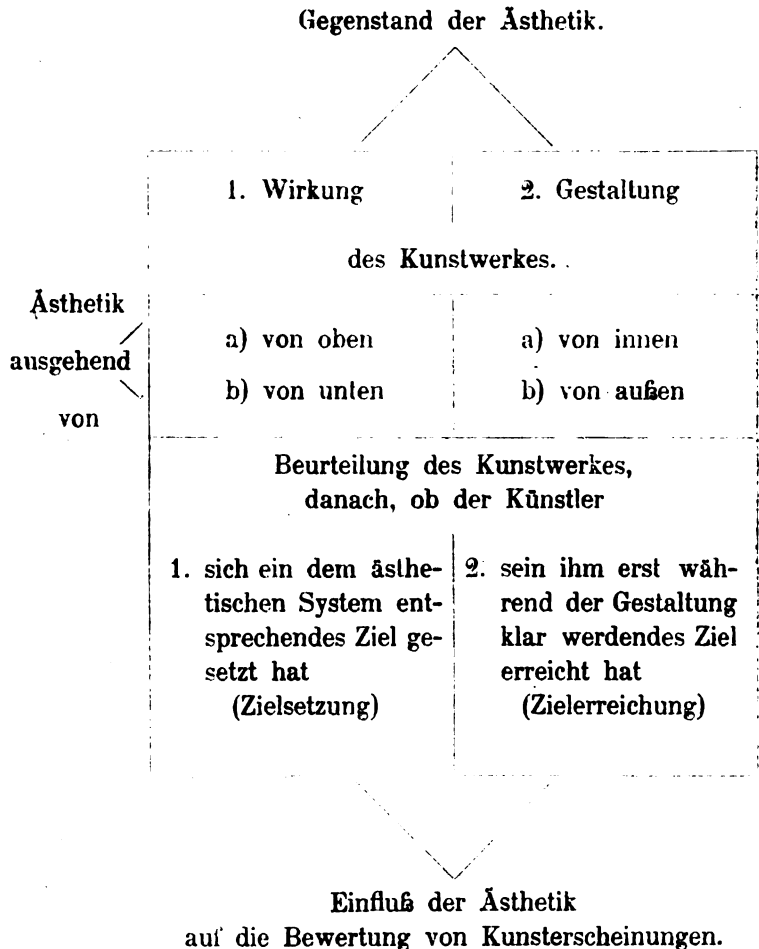 Gegenstand der Ästhetik.
1. Wirkung 2. Gestaltung
des Kunstwerkes.
Ästhetik
ausgehend
von
a) von oben a) von innen
b) von unten b) von außen
Beurteilung des Kunstwerkes,
danach, ob der Künstler
1. sich ein dem ästhe-
tischen System ent-
sprechendes Ziel ge-
setzt hat
(Zielsetzung)
2. sein ihm erst wäh-
rend der Gestaltung
klar werdendes Ziel
erreicht hat
(Zielerreichung)
Einfluß der Ästhetik
auf die Bewertung von Kunsterscheinungen.